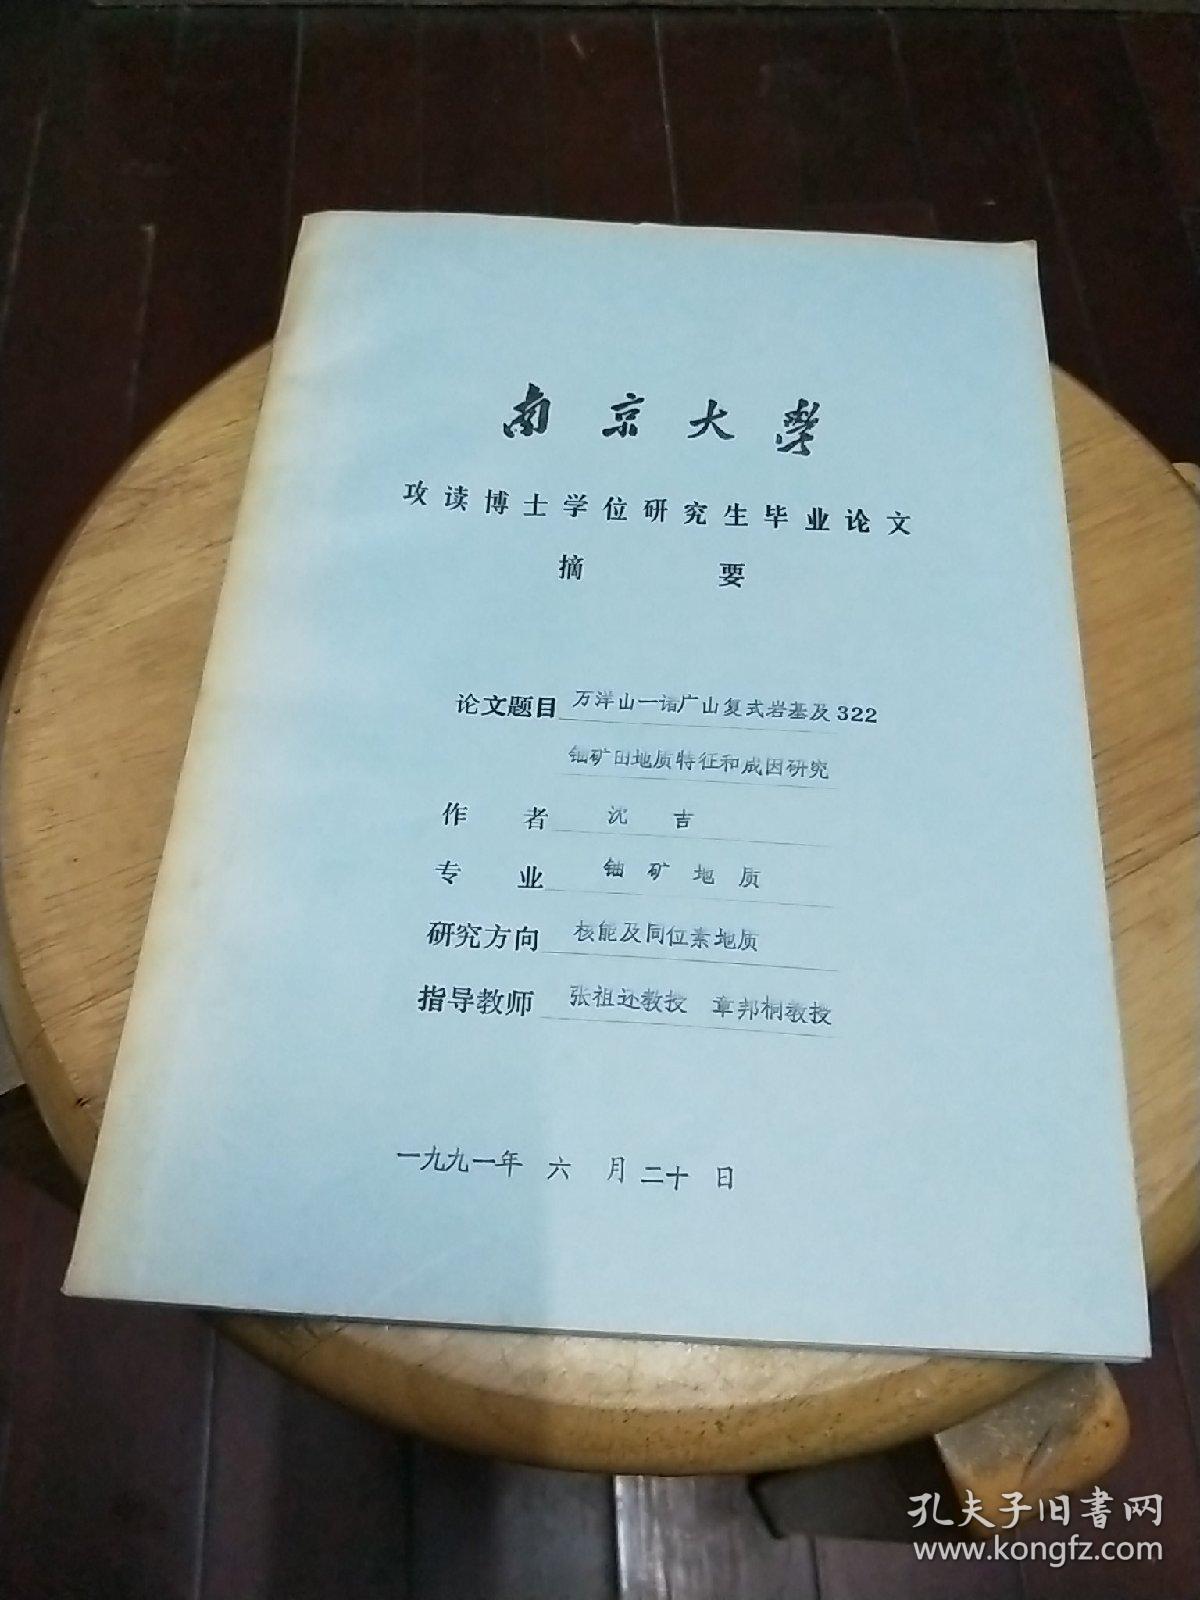 南京大學
攻读博士学位研究生毕业论文
摘 要
论文题目 万洋山一诸广山复式岩基及322
铀矿田地质特征和成因研究
作 者 沈 吉
专 业 铀矿地质
研究方向 核能及同位素地质
指导教师 张祖还教授 章邦桐教授
一九九一年 六 月二十 日
孔夫子旧書网
www.kongfz.com